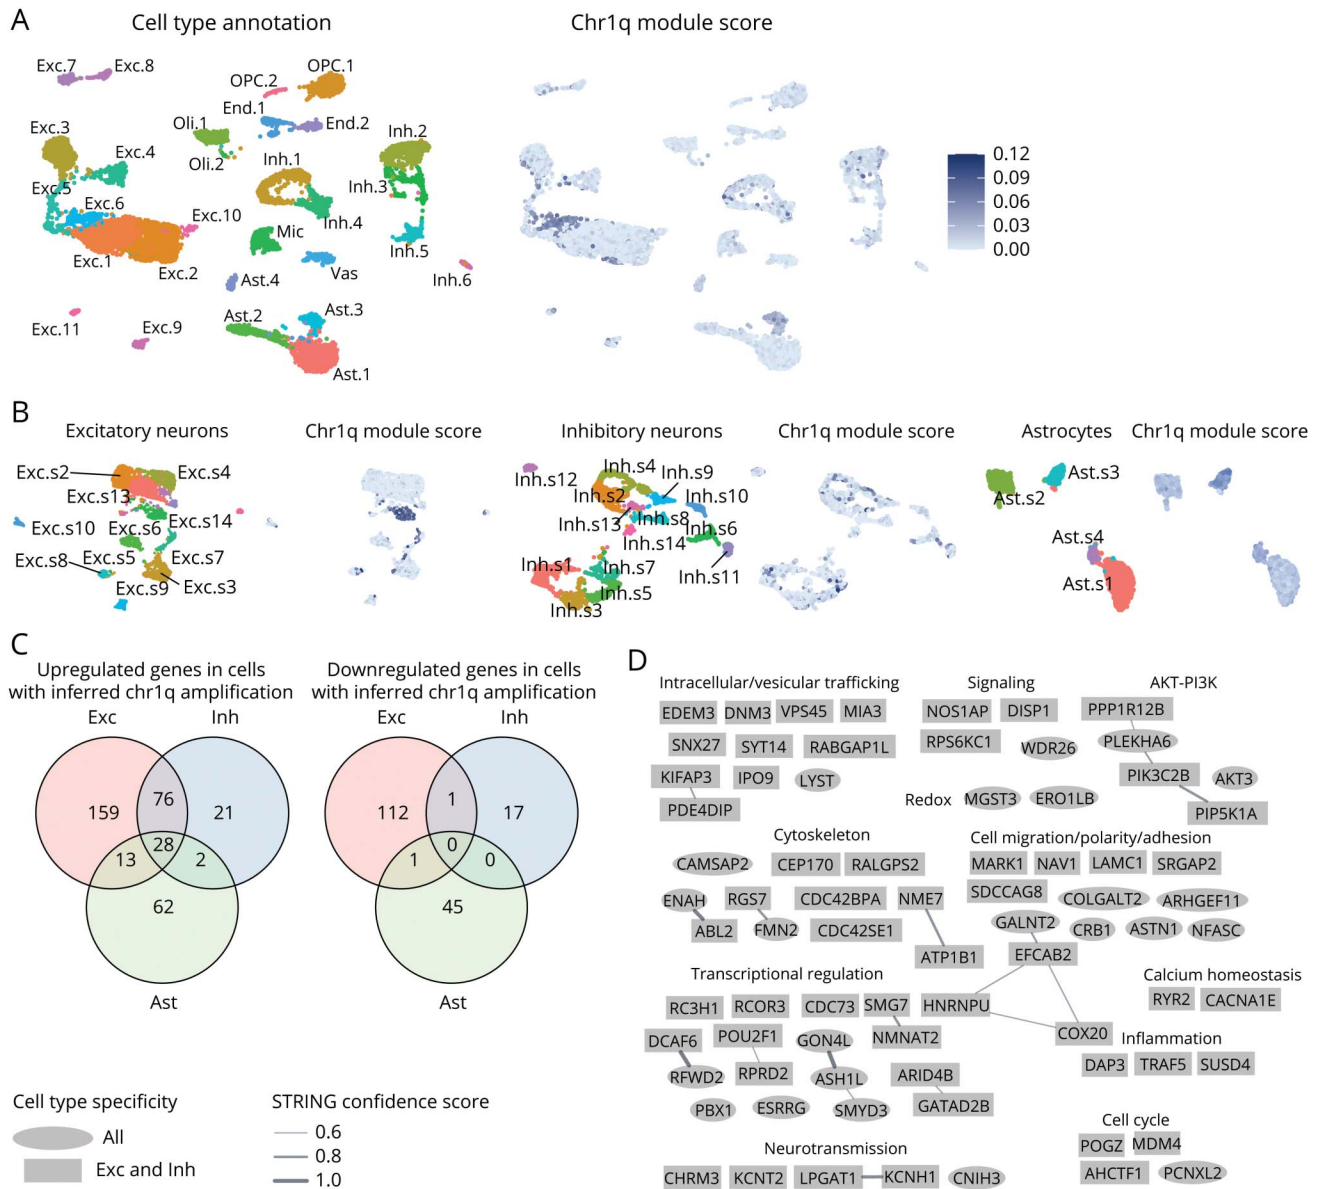 A
Cell type annotation
Chr1q module score
Exc.7
Exc.8
OPC.1
OPC.2
End.1
End.2
Exc.3
Oli.1
Inh.2
Exc.4
Oli.2
Inh.1
Exc.5
Inh.3
Exc.6
Exc.10
Inh.4
Mic
Inh.5
Exc.1
Exc.2
Vas
Ast.4
Inh.6
Exc.11
Exc.9
Ast.2
Ast.3
Ast.1
0.12
0.09
0.06
0.03
0.00
B
Excitatory neurons
Chr1q module score
Inhibitory neurons
Chr1q module score
Astrocytes
Chr1q module score
Exc.s2
Exc.s4
Exc.s13
Exc.s10
Exc.s6
Exc.s14
Exc.s8
Exc.s5
Exc.s7
Exc.s9
Exc.s3
Inh.s4
Inh.s9
Inh.s12
Inh.s2
Inh.s10
Inh.s13
Inh.s8
Inh.s6
Inh.s14
Inh.s1
Inh.s7
Inh.s11
Inh.s5
Inh.s3
Ast.s3
Ast.s2
Ast.s4
Ast.s1
C
Upregulated genes in cells
with inferred chr1q amplification
Exc
Inh
159
76
21
28
13
2
62
Ast
Downregulated genes in cells
with inferred chr1q amplification
Exc
Inh
112
1
17
0
1
0
45
Ast
Cell type specificity
All
Exc and Inh
STRING confidence score
0.6
0.8
1.0
D
Intracellular/vesicular trafficking
EDEM3 DNM3 VPS45 MIA3
SNX27 SYT14 RABGAP1L
KIFAP3 IPO9 LYST
PDE4DIP
Signaling
NOS1AP DISP1
RPS6KC1 WDR26
AKT-PI3K
PPP1R12B
PLEKHA6
PIK3C2B AKT3
PIP5K1A
Redox MGST3 ERO1LB
Cytoskeleton
CAMSAP2 CEP170 RALGPS2
ENAH RGS7 CDC42BPA NME7
ABL2 FMN2 CDC42SE1
ATP1B1
Cell migration/polarity/adhesion
MARK1 NAV1 LAMC1 SRGAP2
SDCCAG8 COLGALT2 ARHGEF11
GALNT2 CRB1 ASTN1 NFASC
EFCAB2
Transcriptional regulation
RC3H1 RCOR3 CDC73 SMG7 HNRNPU
DCAF6 POU2F1 GON4L NMNAT2
COX20
RFWD2 RPRD2 ASH1L ARID4B
PBX1 ESRRG SMYD3 GATAD2B
Calcium homeostasis
RYR2 CACNA1E
Inflammation
DAP3 TRAF5 SUSD4
Neurotransmission
CHRM3 KCNT2 LPGAT1 KCNH1 CNIH3
Cell cycle
POGZ MDM4
AHCTF1 PCNXL2